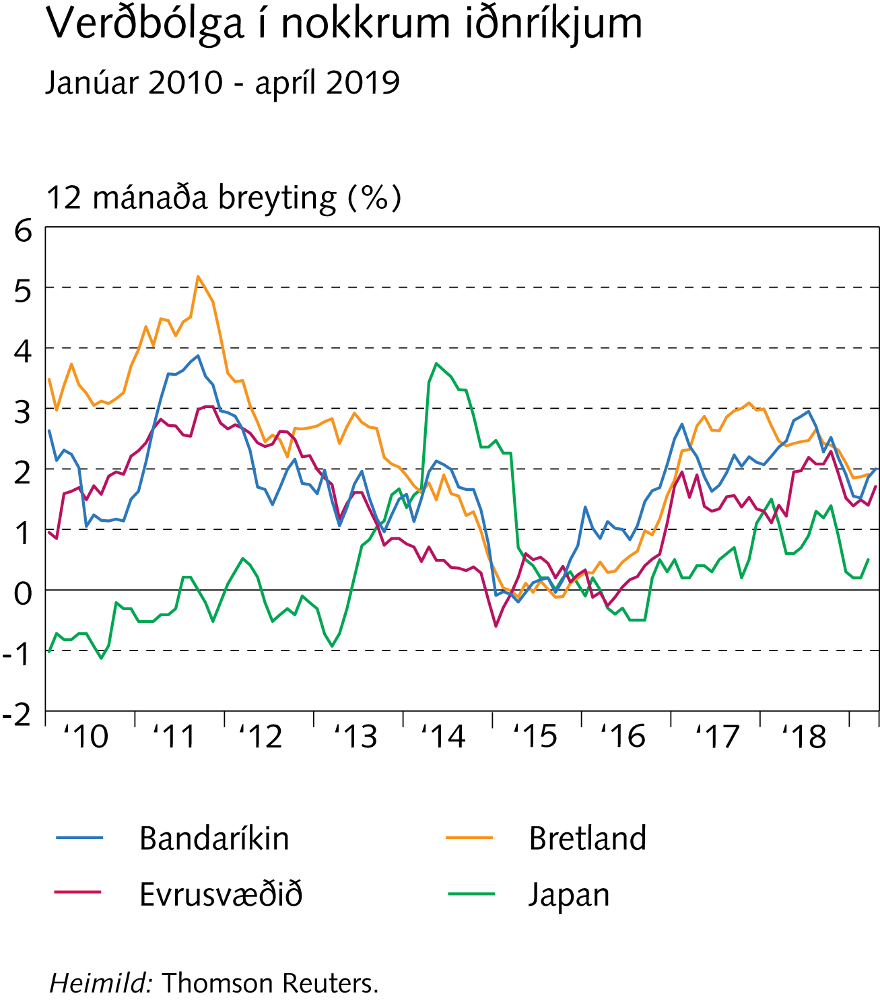 Verðbólga í nokkrum iðnríkjum
Janúar 2010 - apríl 2019
12 mánaða breyting (%)
6
5
4
3
2
1
0
-1
-2
‘10 ‘11 ‘12 ‘13 ‘14 ‘15 ‘16 ‘17 ‘18
Bandaríkin Bretland
Evrusvæðið Japan
Heimild: Thomson Reuters.